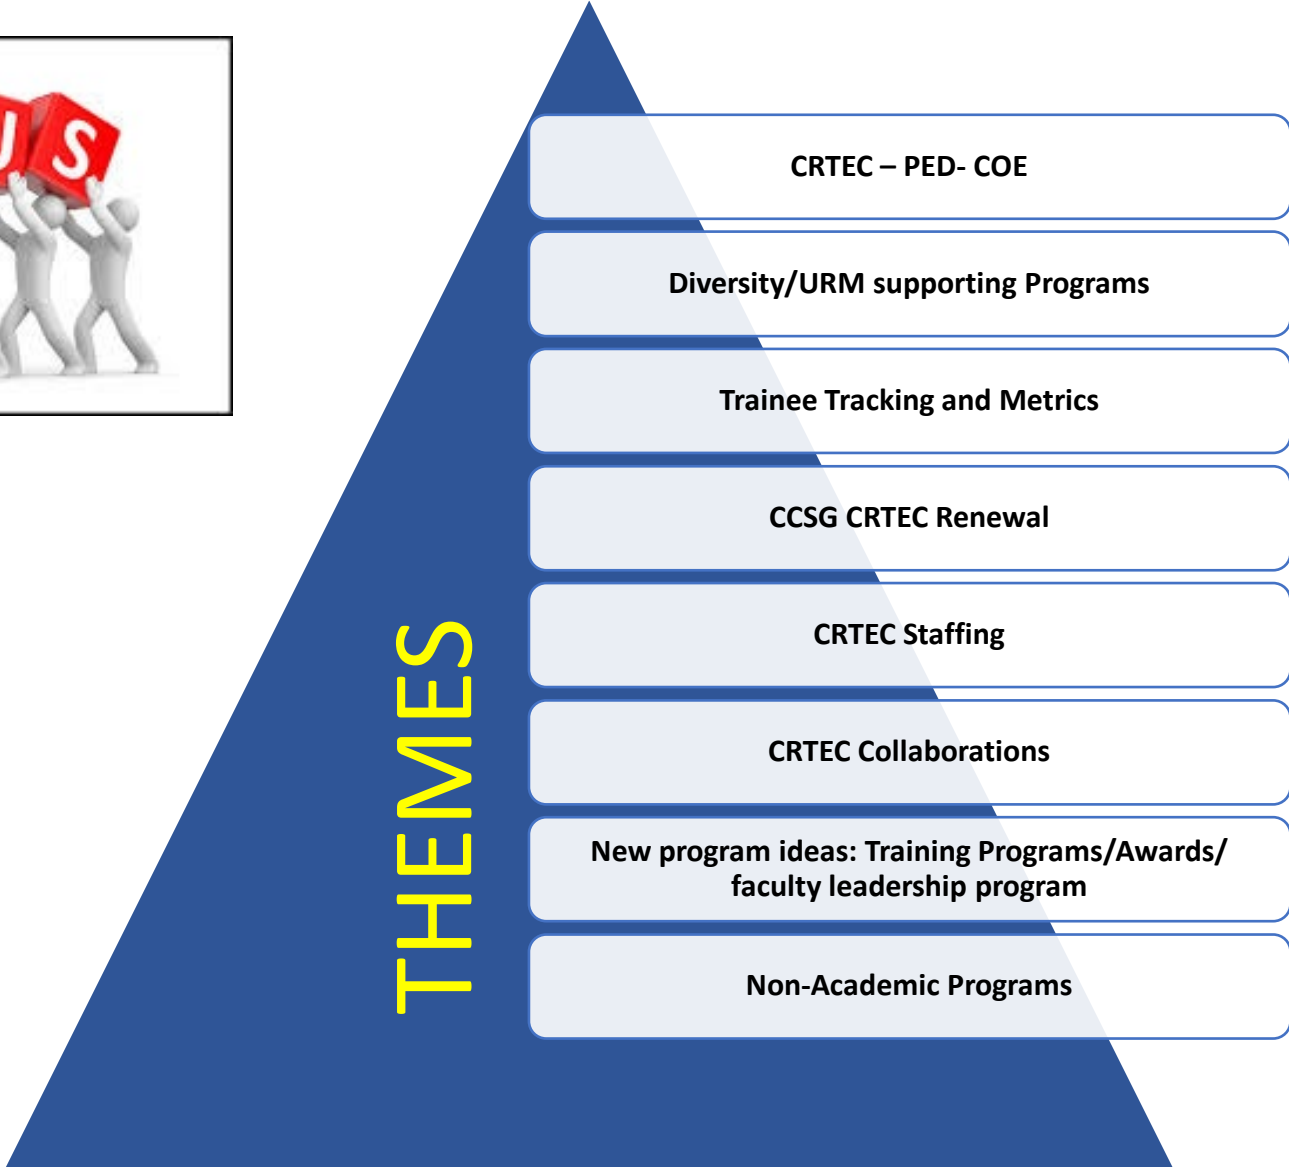 US
CRTEC – PED- COE
Diversity/URM supporting Programs
Trainee Tracking and Metrics
CCSG CRTEC Renewal
CRTEC Staffing
CRTEC Collaborations
New program ideas: Training Programs/Awards/
faculty leadership program
Non-Academic Programs
THEMES